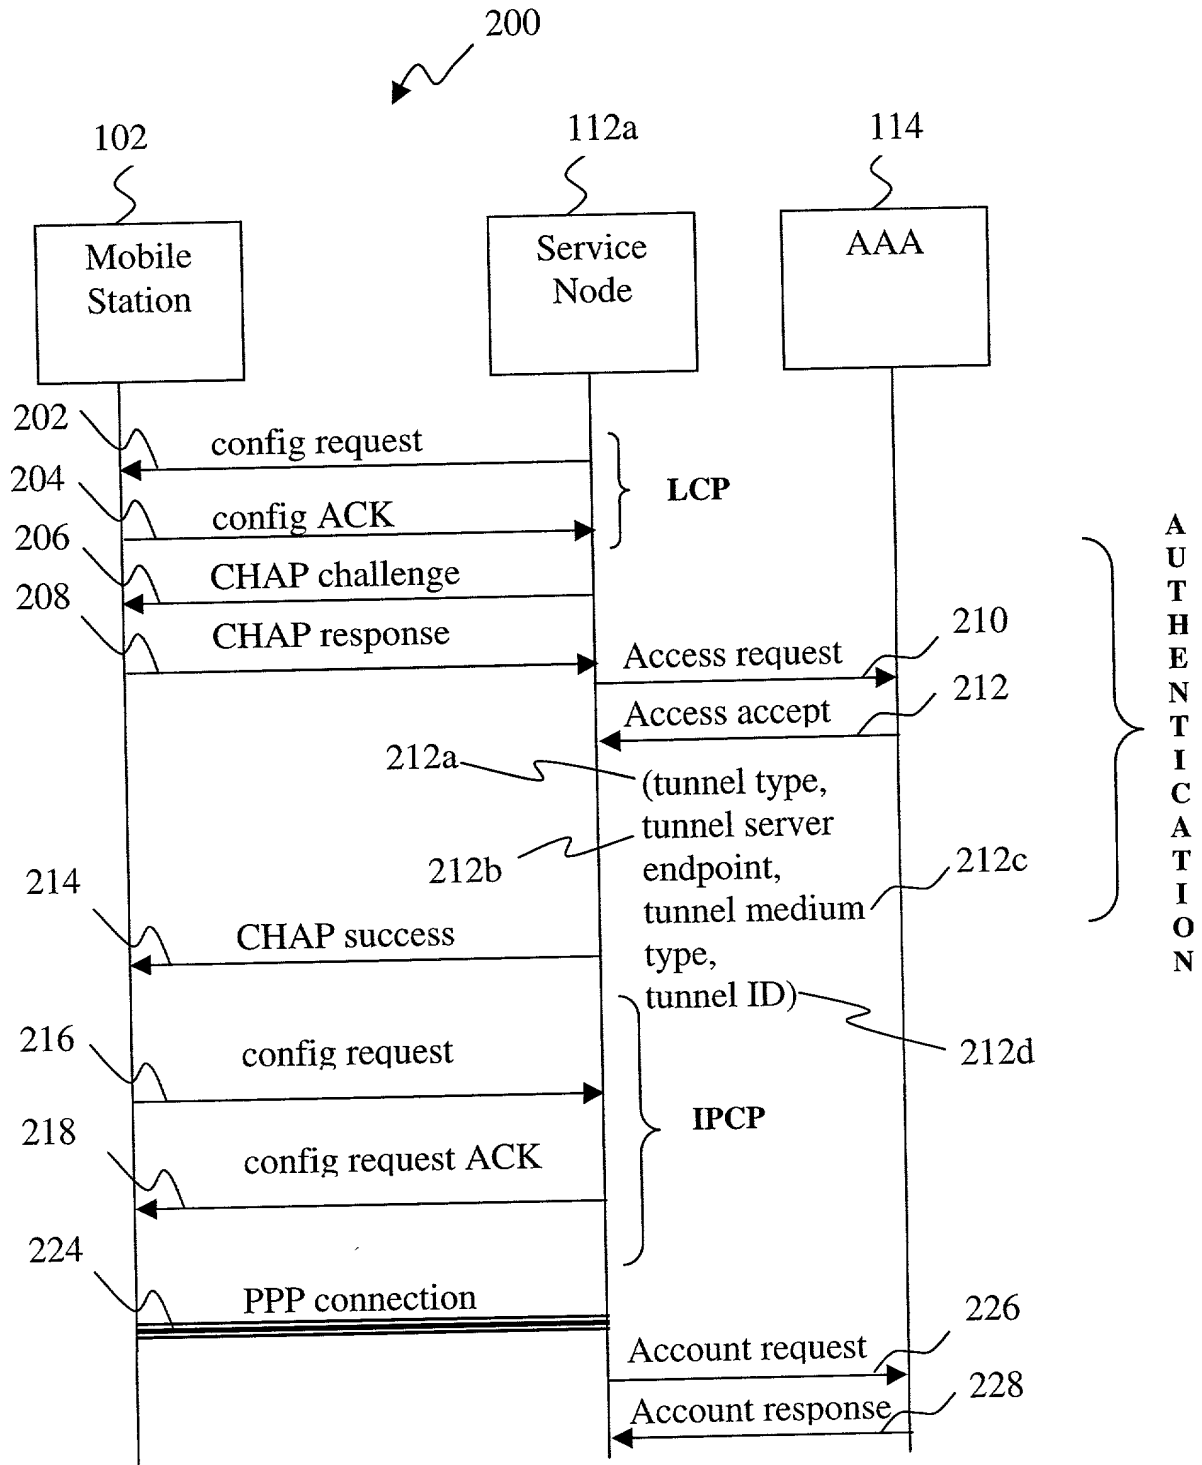 200
102
112a
114
Mobile
Station
Service
Node
AAA
202
config request
204
config ACK
LCP
206
CHAP challenge
208
CHAP response
Access request
210
Access accept
212
212a
(tunnel type,
tunnel server
endpoint,
212b
tunnel medium
type,
212c
tunnel ID)
212d
AUTHENTICATION
214
CHAP success
216
config request
IPCP
218
config request ACK
224
PPP connection
Account request
226
Account response
228